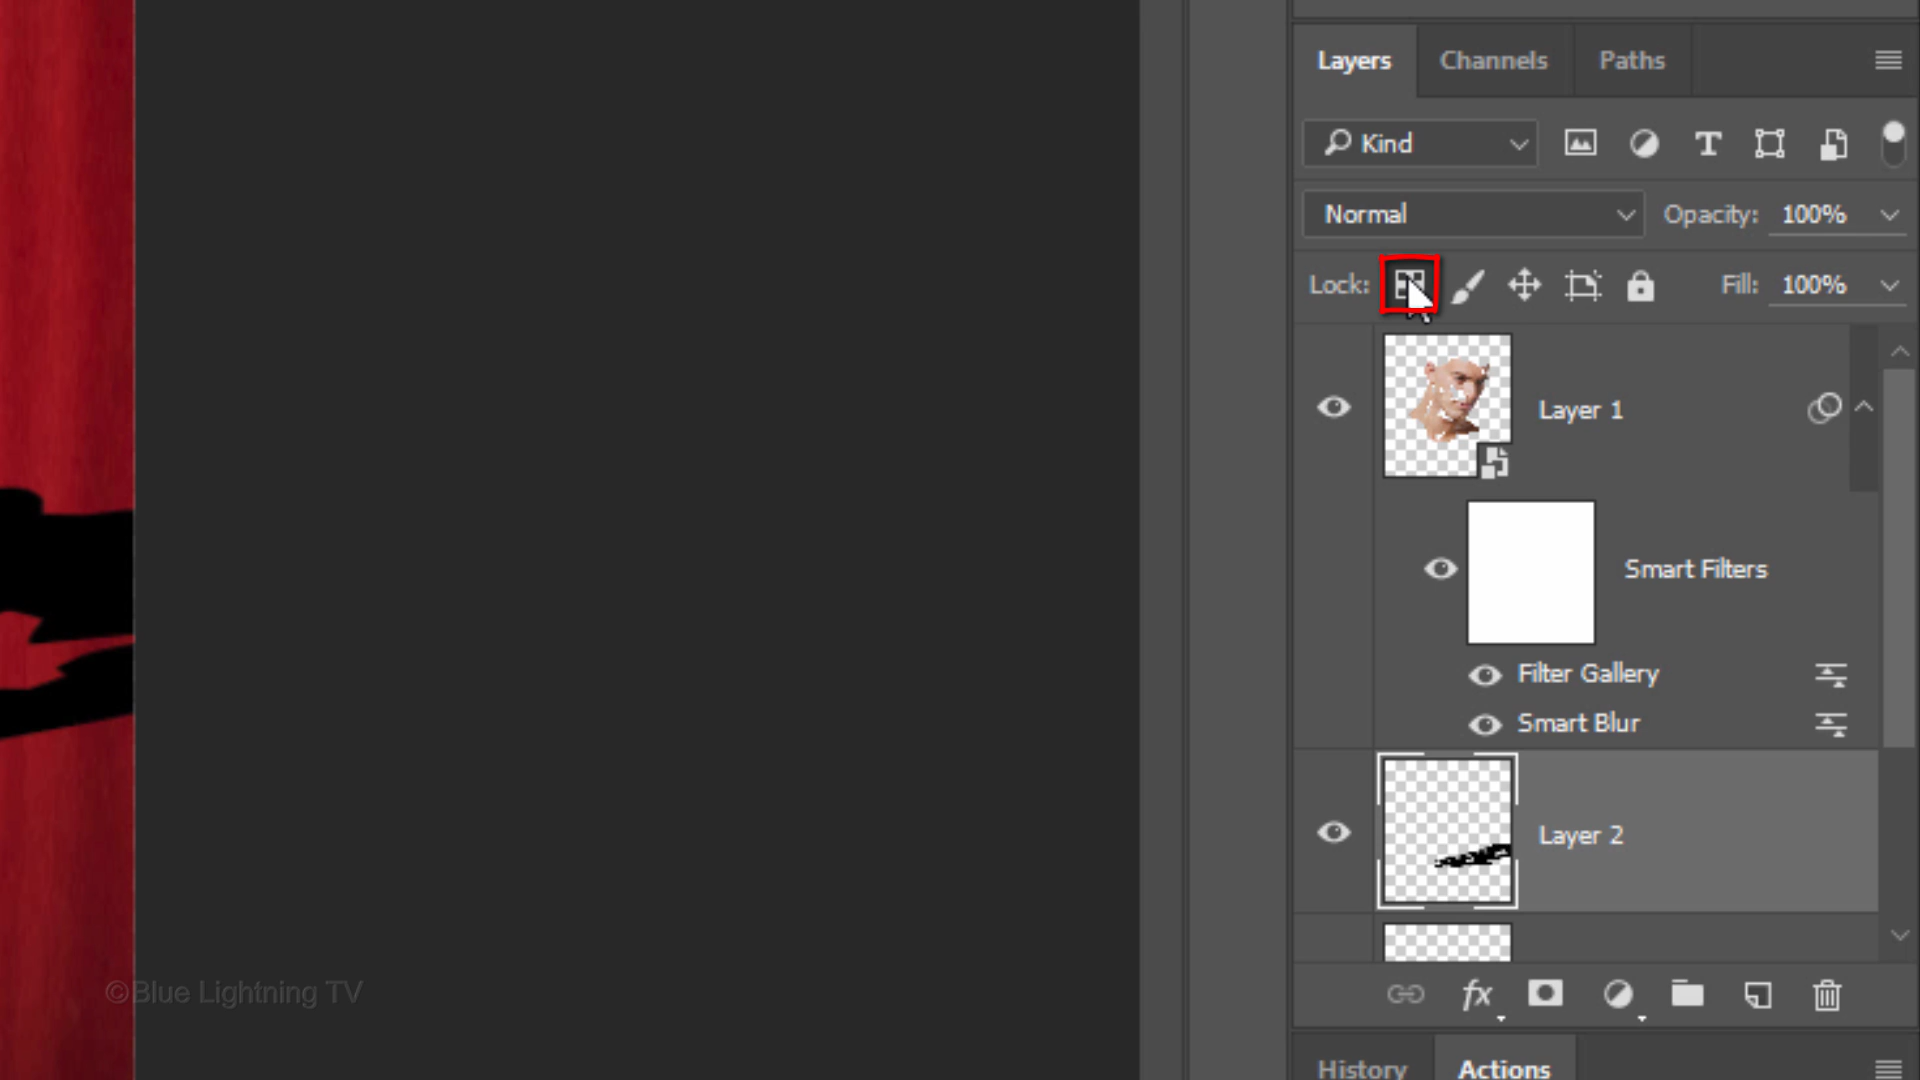 Layers Channels Paths
Kind
Normal Opacity: 100%
Lock: Fill: 100%
Layer 1
Smart Filters
Filter Gallery
Smart Blur
Layer 2
fx
©Blue Lightning TV
History Actions